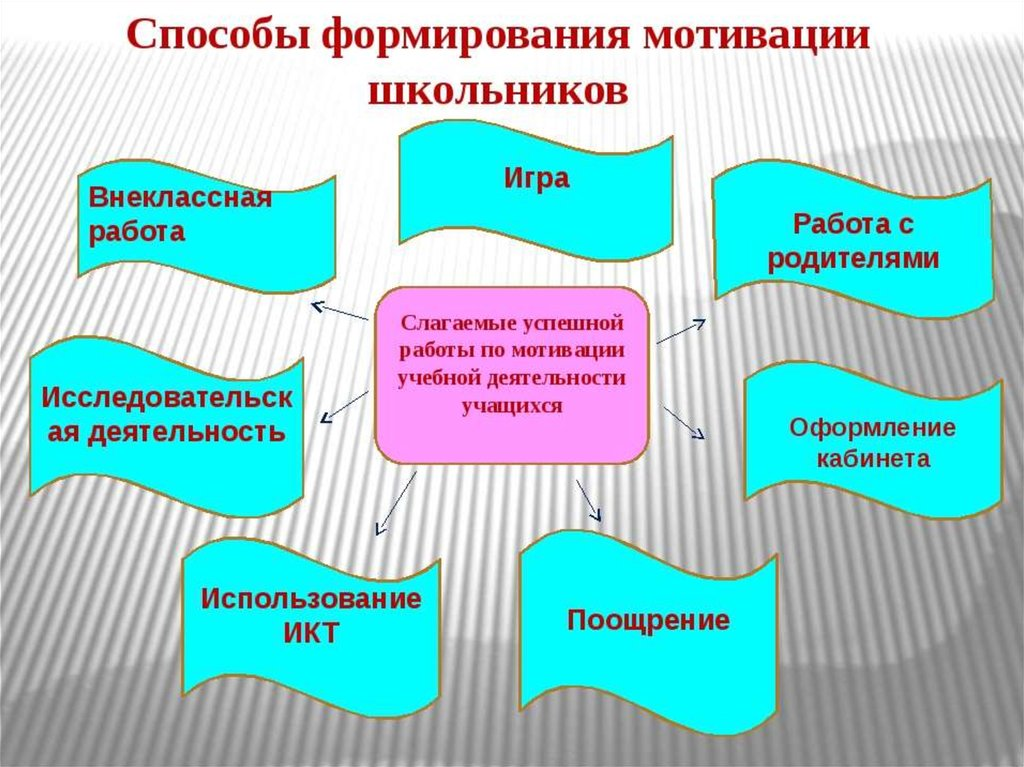 Способы формирования мотивации
школьников
Игра
Внеклассная
работа
Работа с
родителями
Слагаемые успешной
работы по мотивации
учебной деятельности
учащихся
Исследовательск
ая деятельность
Оформление
кабинета
Использование
ИКТ
Поощрение